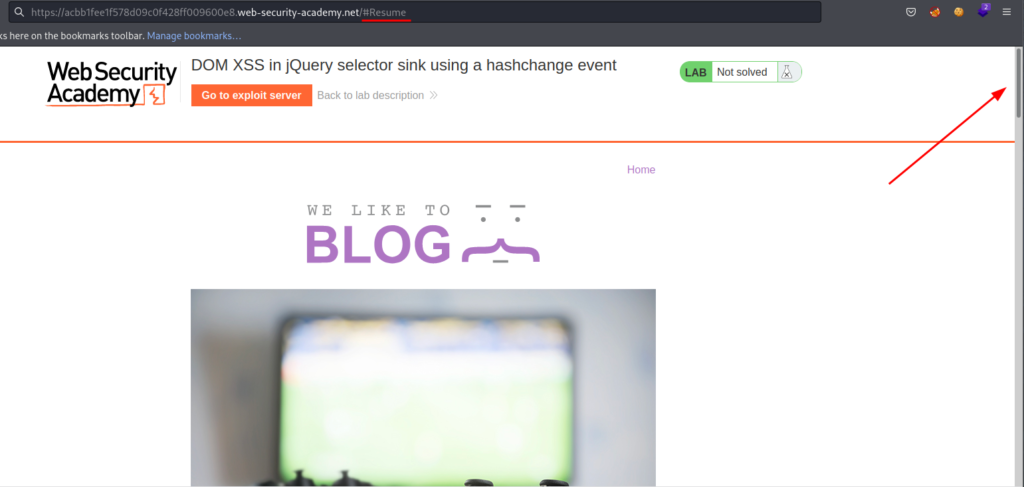 https://acbb1fee1f578d09c0f428ff009600e8.web-security-academy.net/#Resume
2
ks here on the bookmarks toolbar. Manage bookmarks…
Web Security
Academy
DOM XSS in jQuery selector sink using a hashchange event
Go to exploit server
Back to lab description
LAB Not solved
Home
WE LIKE TO
BLOG